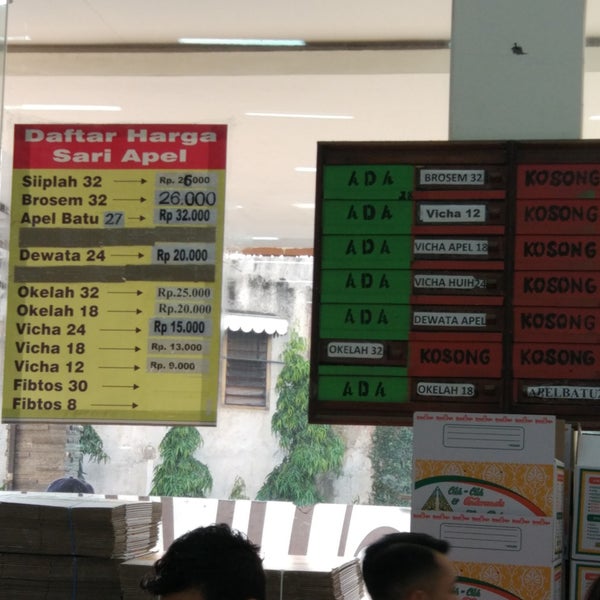 Daftar Harga
Sari Apel
Siiplah 32 Rp. 26.000
Brosem 32 26.000
Apel Batu 27 Rp 32.000
Dewata 24 Rp 20.000
Okelah 32 Rp.25.000
Okelah 18 Rp.20.000
Vicha 24 Rp 15.000
Vicha 18 Rp. 13.000
Vicha 12 Rp. 9.000
Fibtos 30
Fibtos 8
ADA BROSEM 32 KOSONG
ADA Vicha 12 KOSONG
ADA VICHA APEL 18 KOSONG
ADA VICHA HUIH 24 KOSONG
ADA DEWATA APEL KOSONG
OKELAH 32 KOSONG KOSONG
ADA OKELAH 18 APELBATU